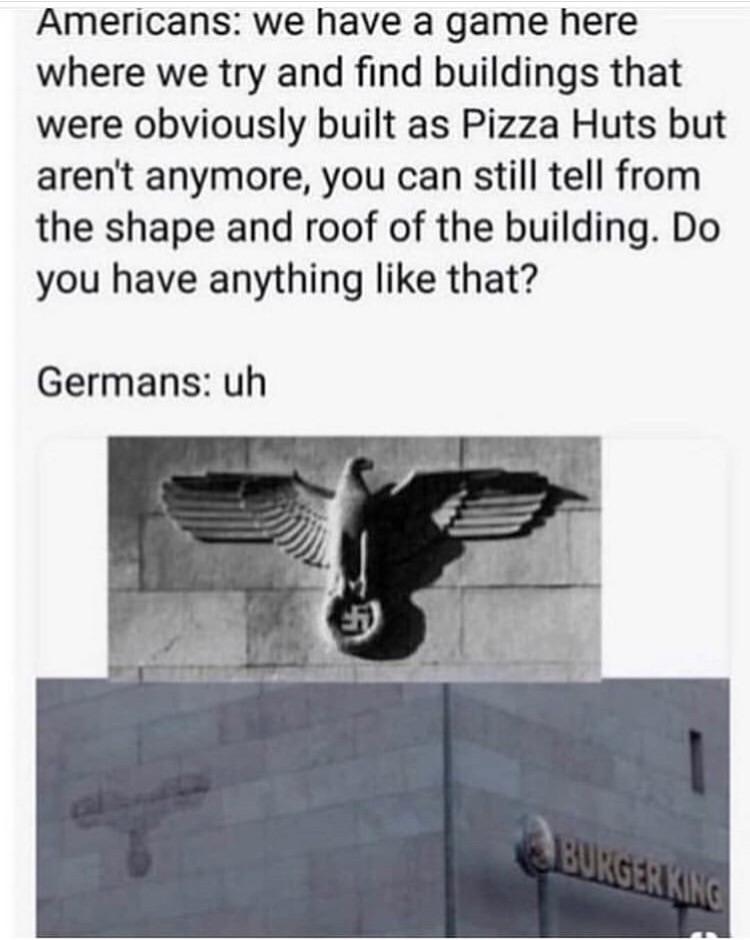 Americans: we have a game here
where we try and find buildings that
were obviously built as Pizza Huts but
aren't anymore, you can still tell from
the shape and roof of the building. Do
you have anything like that?
Germans: uh
BURGER KING